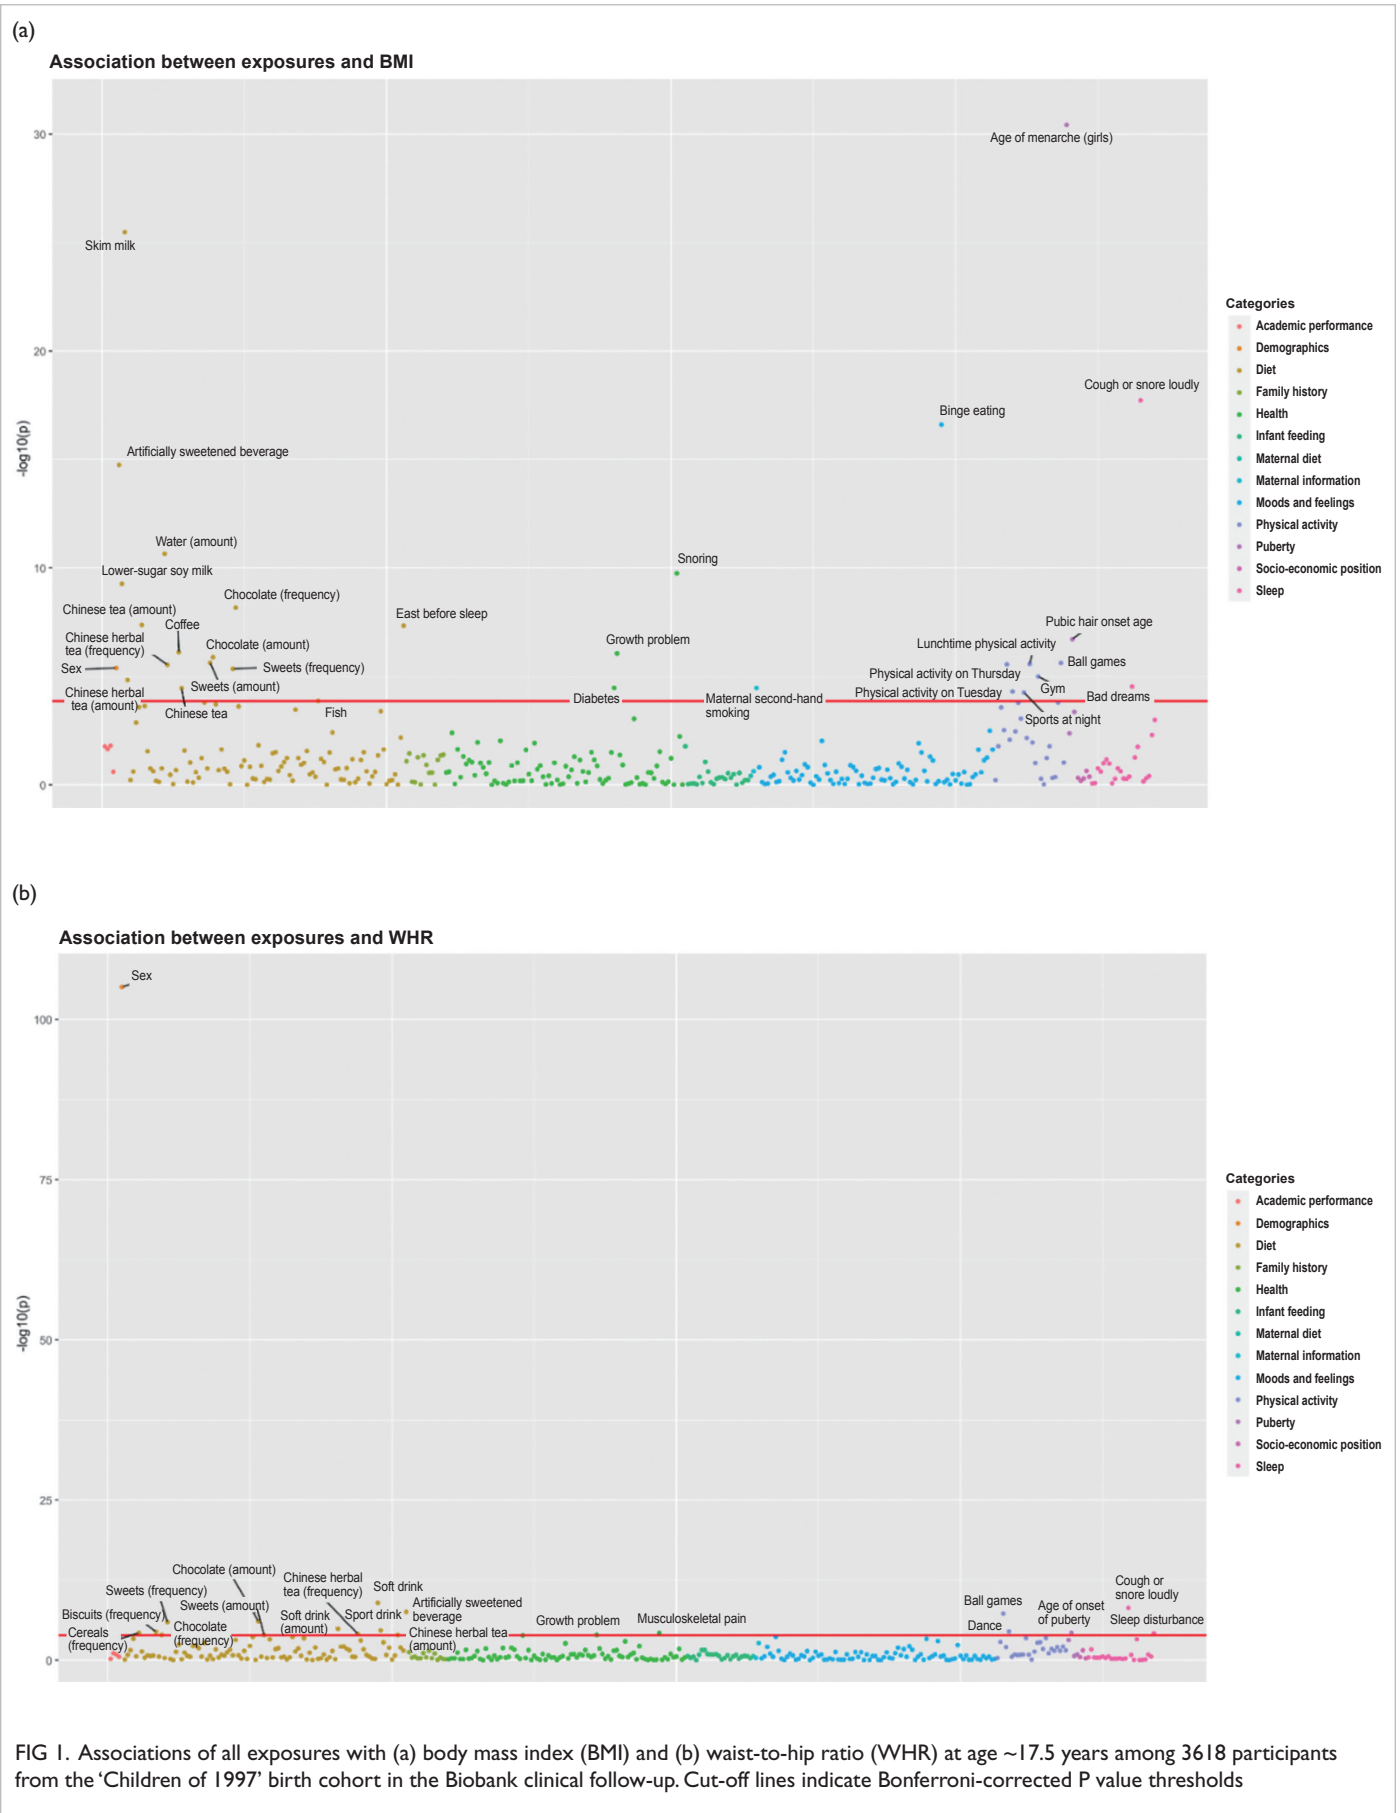 (a)
Association between exposures and BMI
-log10(p)
30
20
10
0
Age of menarche (girls)
Skim milk
Cough or snore loudly
Binge eating
Artificially sweetened beverage
Water (amount)
Lower-sugar soy milk
Snoring
Chocolate (frequency)
Chinese tea (amount)
Coffee
East before sleep
Chinese herbal
tea (frequency)
Chocolate (amount)
Growth problem
Pubic hair onset age
Lunchtime physical activity
Sex
Sweets (frequency)
Ball games
Physical activity on Thursday
Sweets (amount)
Gym
Chinese herbal
tea (amount)
Diabetes
Maternal second-hand
smoking
Physical activity on Tuesday
Bad dreams
Chinese tea
Fish
Sports at night
Categories
Academic performance
Demographics
Diet
Family history
Health
Infant feeding
Maternal diet
Maternal information
Moods and feelings
Physical activity
Puberty
Socio-economic position
Sleep
(b)
Association between exposures and WHR
-log10(p)
100
75
50
25
0
Sex
Chocolate (amount)
Chinese herbal
tea (frequency)
Soft drink
Cough or
snore loudly
Sweets (frequency)
Sweets (amount)
Artificially sweetened
beverage
Ball games
Age of onset
of puberty
Biscuits (frequency)
Soft drink
(amount)
Sport drink
Growth problem
Musculoskeletal pain
Sleep disturbance
Cereals
(frequency)
Chocolate
(frequency)
Chinese herbal tea
(amount)
Dance
Categories
Academic performance
Demographics
Diet
Family history
Health
Infant feeding
Maternal diet
Maternal information
Moods and feelings
Physical activity
Puberty
Socio-economic position
Sleep
FIG 1. Associations of all exposures with (a) body mass index (BMI) and (b) waist-to-hip ratio (WHR) at age ~17.5 years among 3618 participants
from the ‘Children of 1997’ birth cohort in the Biobank clinical follow-up. Cut-off lines indicate Bonferroni-corrected P value thresholds